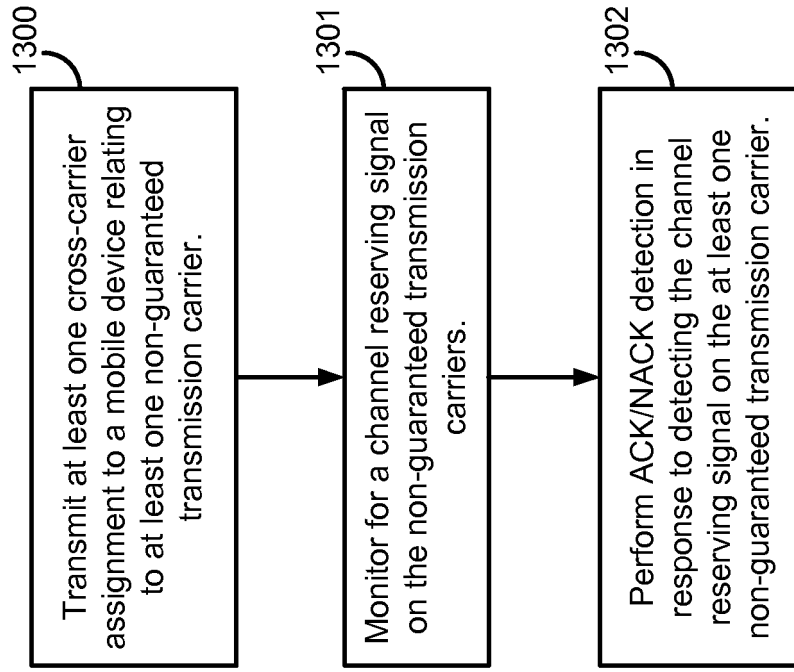 1300
Transmit at least one cross-carrier
assignment to a mobile device relating
to at least one non-guaranteed
transmission carrier.
1301
Monitor for a channel reserving signal
on the non-guaranteed transmission
carriers.
1302
Perform ACK/NACK detection in
response to detecting the channel
reserving signal on the at least one
non-guaranteed transmission carrier.